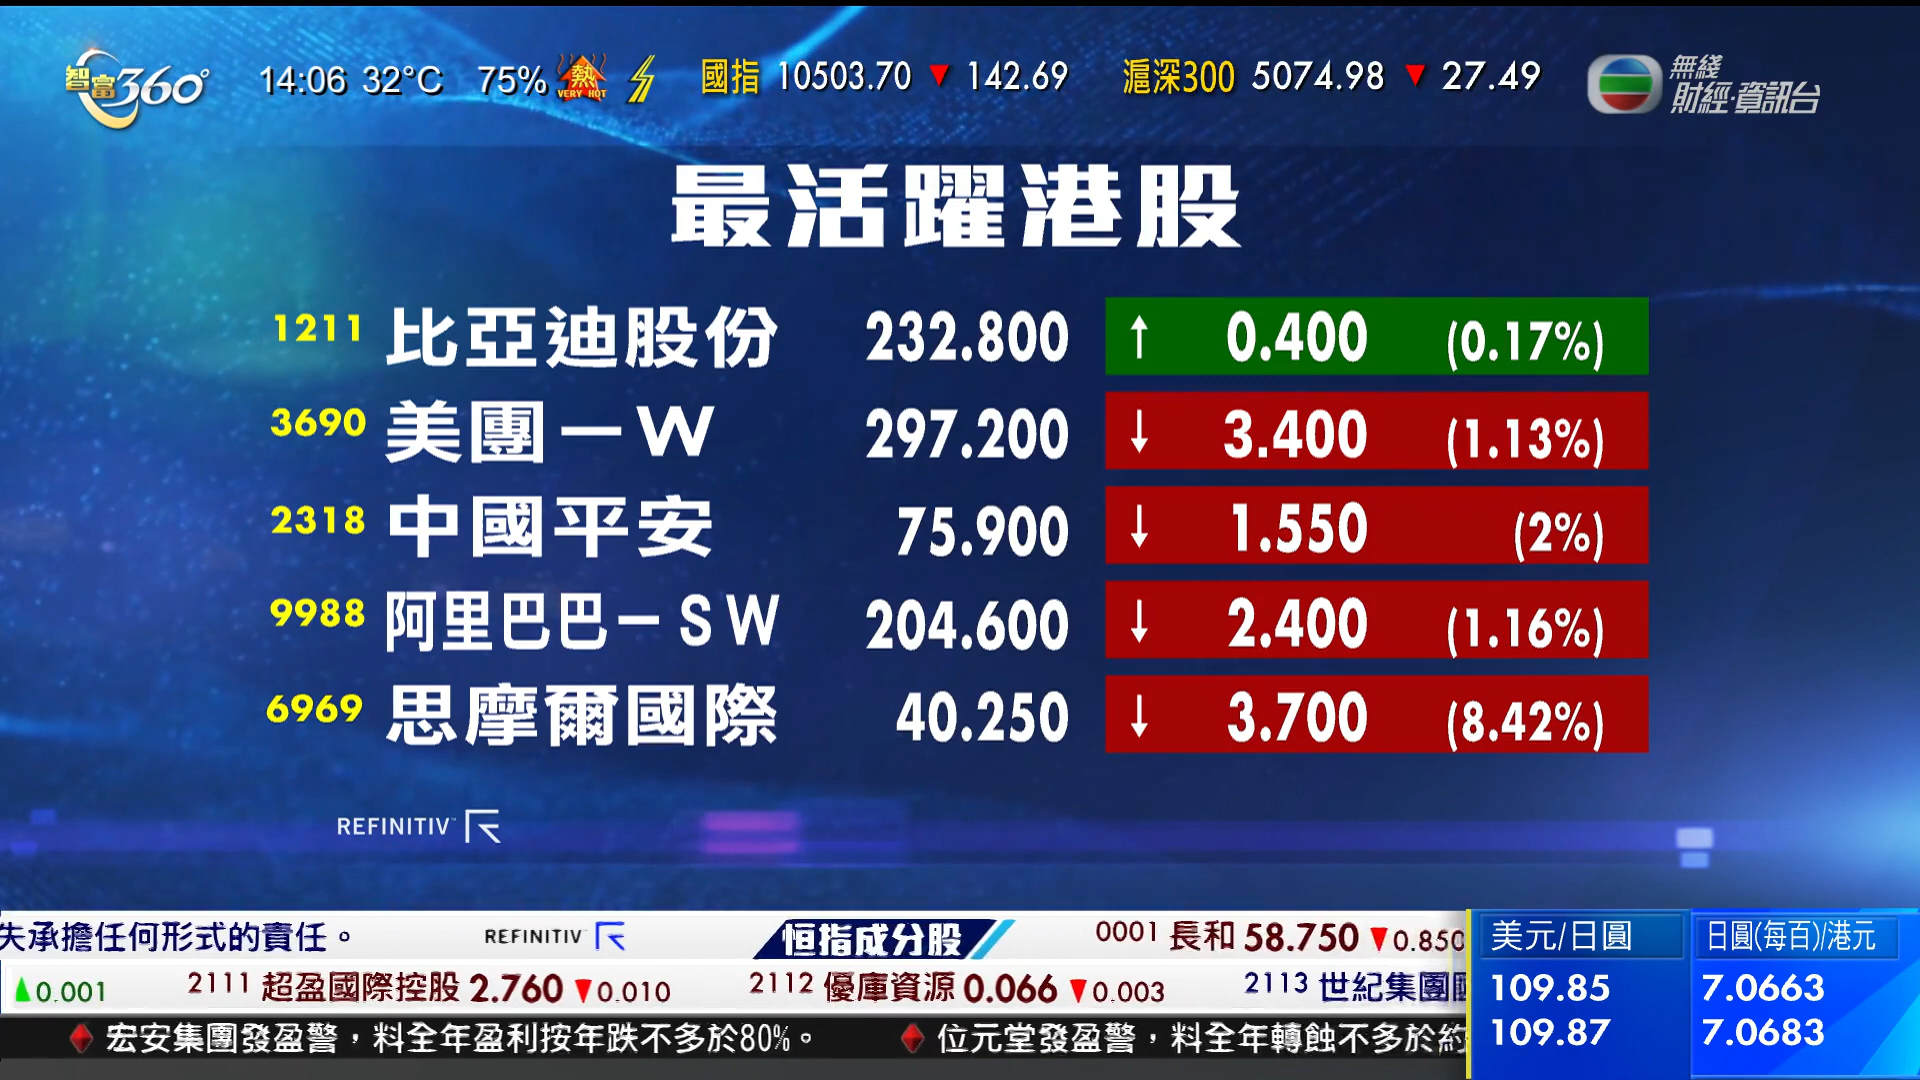 智富360° 14:06 32°C 75% 熱 VERY HOT 國指 10503.70 ▼ 142.69 滬深300 5074.98 ▼ 27.49 無綫
財經·資訊台
最活躍港股
1211 比亞迪股份 232.800 ↑ 0.400 (0.17%)
3690 美團－W 297.200 ↓ 3.400 (1.13%)
2318 中國平安 75.900 ↓ 1.550 (2%)
9988 阿里巴巴－ＳＷ 204.600 ↓ 2.400 (1.16%)
6969 思摩爾國際 40.250 ↓ 3.700 (8.42%)
REFINITIV
失承擔任何形式的責任。 REFINITIV 恒指成分股 0001 長和 58.750 ▼0.850
▲0.001 2111 超盈國際控股 2.760 ▼0.010 2112 優庫資源 0.066 ▼0.003 2113 世紀集團
宏安集團發盈警，料全年盈利按年跌不多於80%。 位元堂發盈警，料全年轉蝕不多於約
美元/日圓
109.85
109.87
日圓(每百)/港元
7.0663
7.0683